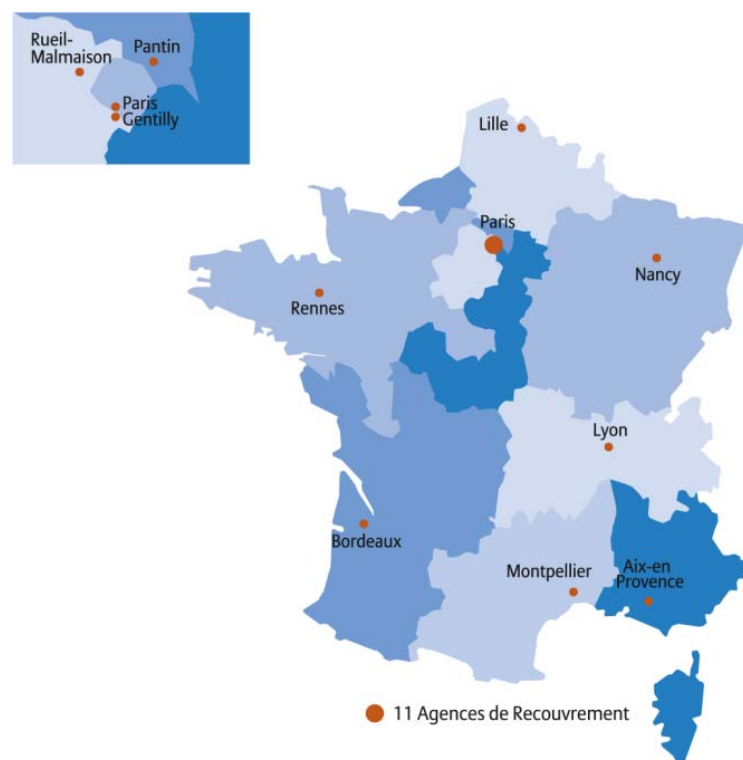 Rueil-
Malmaison
Pantin
Paris
Gentilly
Lille
Paris
Nancy
Rennes
Lyon
Bordeaux
Montpellier
Aix-en
Provence
11 Agences de Recouvrement